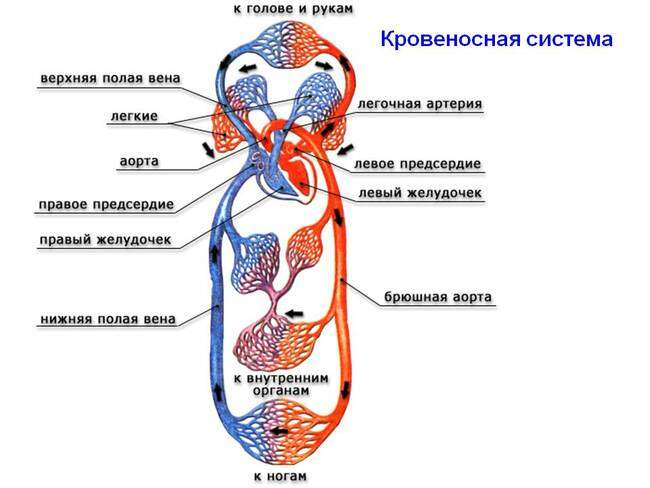 к голове и рукам
Кровеносная система
верхняя полая вена
легкие
аорта
правое предсердие
правый желудочек
нижняя полая вена
легочная артерия
левое предсердие
левый желудочек
брюшная аорта
к внутренним
органам
к ногам